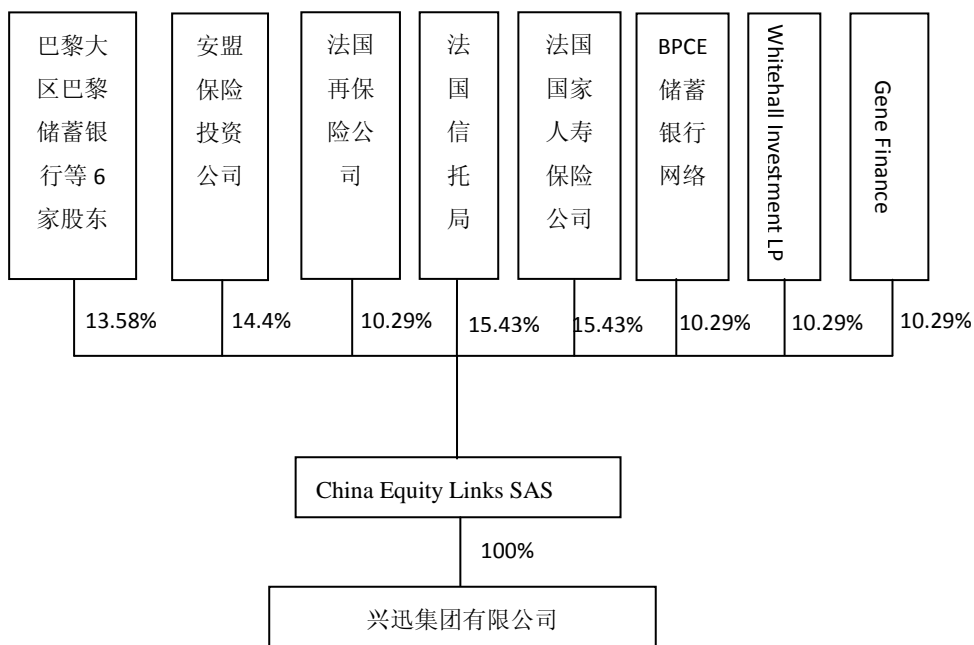 巴黎大
区巴黎
储蓄银
行等 6
家股东
安盟
保险
投资
公司
法国
再保
险公
司
法
国
信
托
局
法国
国家
人寿
保险
公司
BPCE
储蓄
银行
网络
Whitehall Investment LP
Gene Finance
13.58%
14.4%
10.29%
15.43%
15.43%
10.29%
10.29%
10.29%
China Equity Links SAS
100%
兴迅集团有限公司